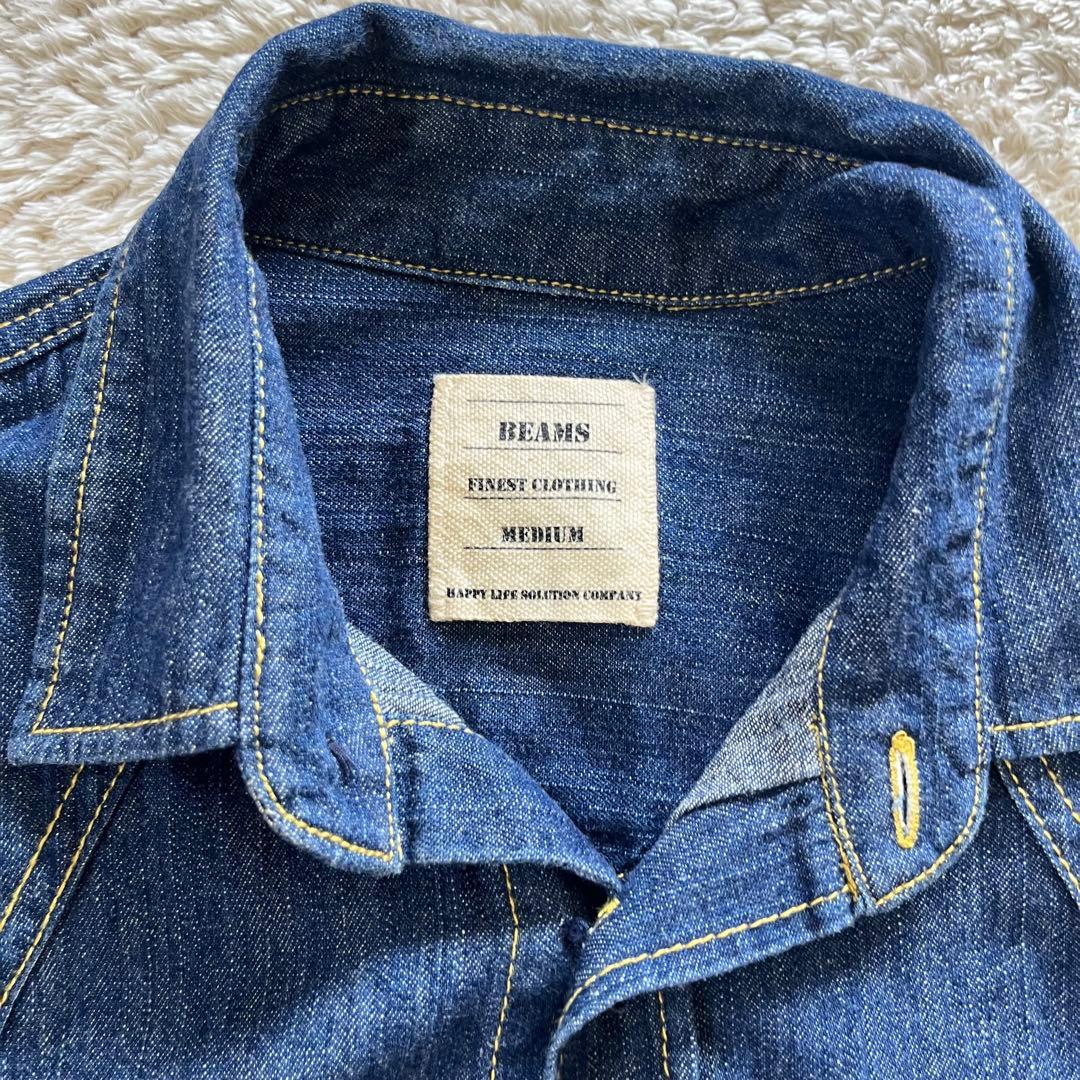 BEAMS
FINEST CLOTHING
MEDIUM
HAPPY LIFE SOLUTION COMPANY